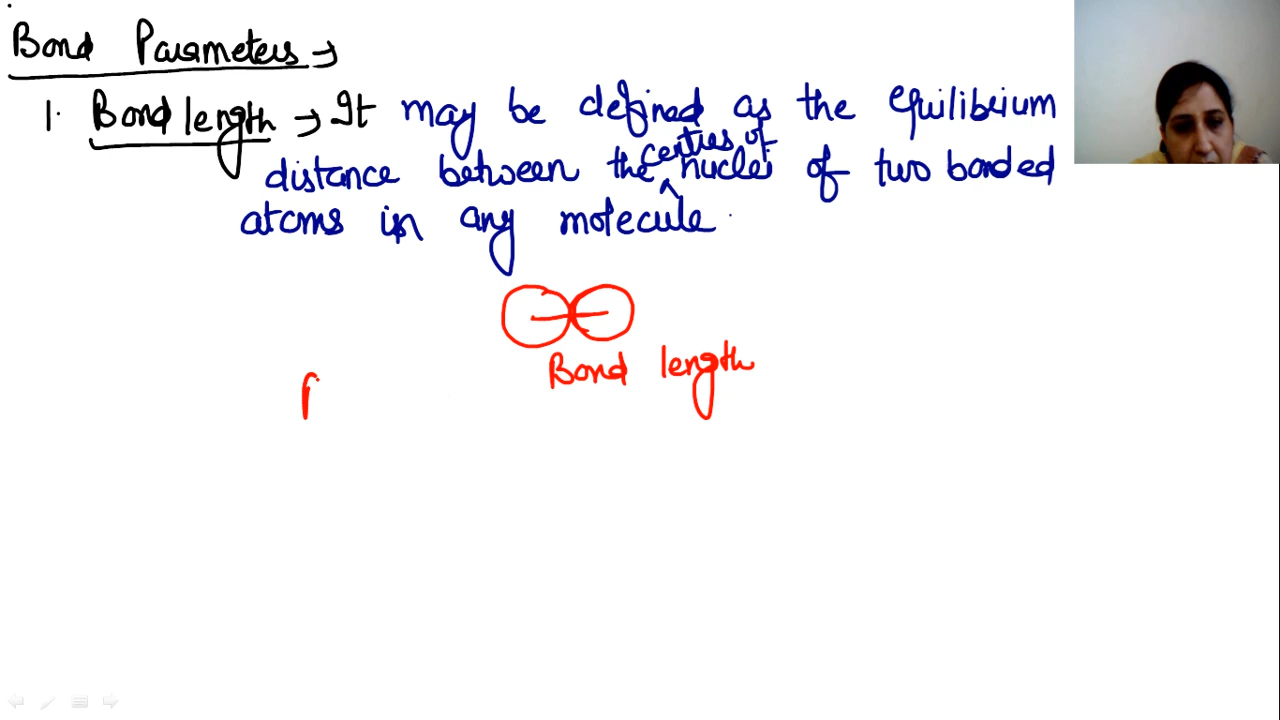 Bond Parameters →
1. Bond length → It may be defined as the equilibrium
distance between the centres of nuclei of two bonded
atoms in any molecule.
Bond length